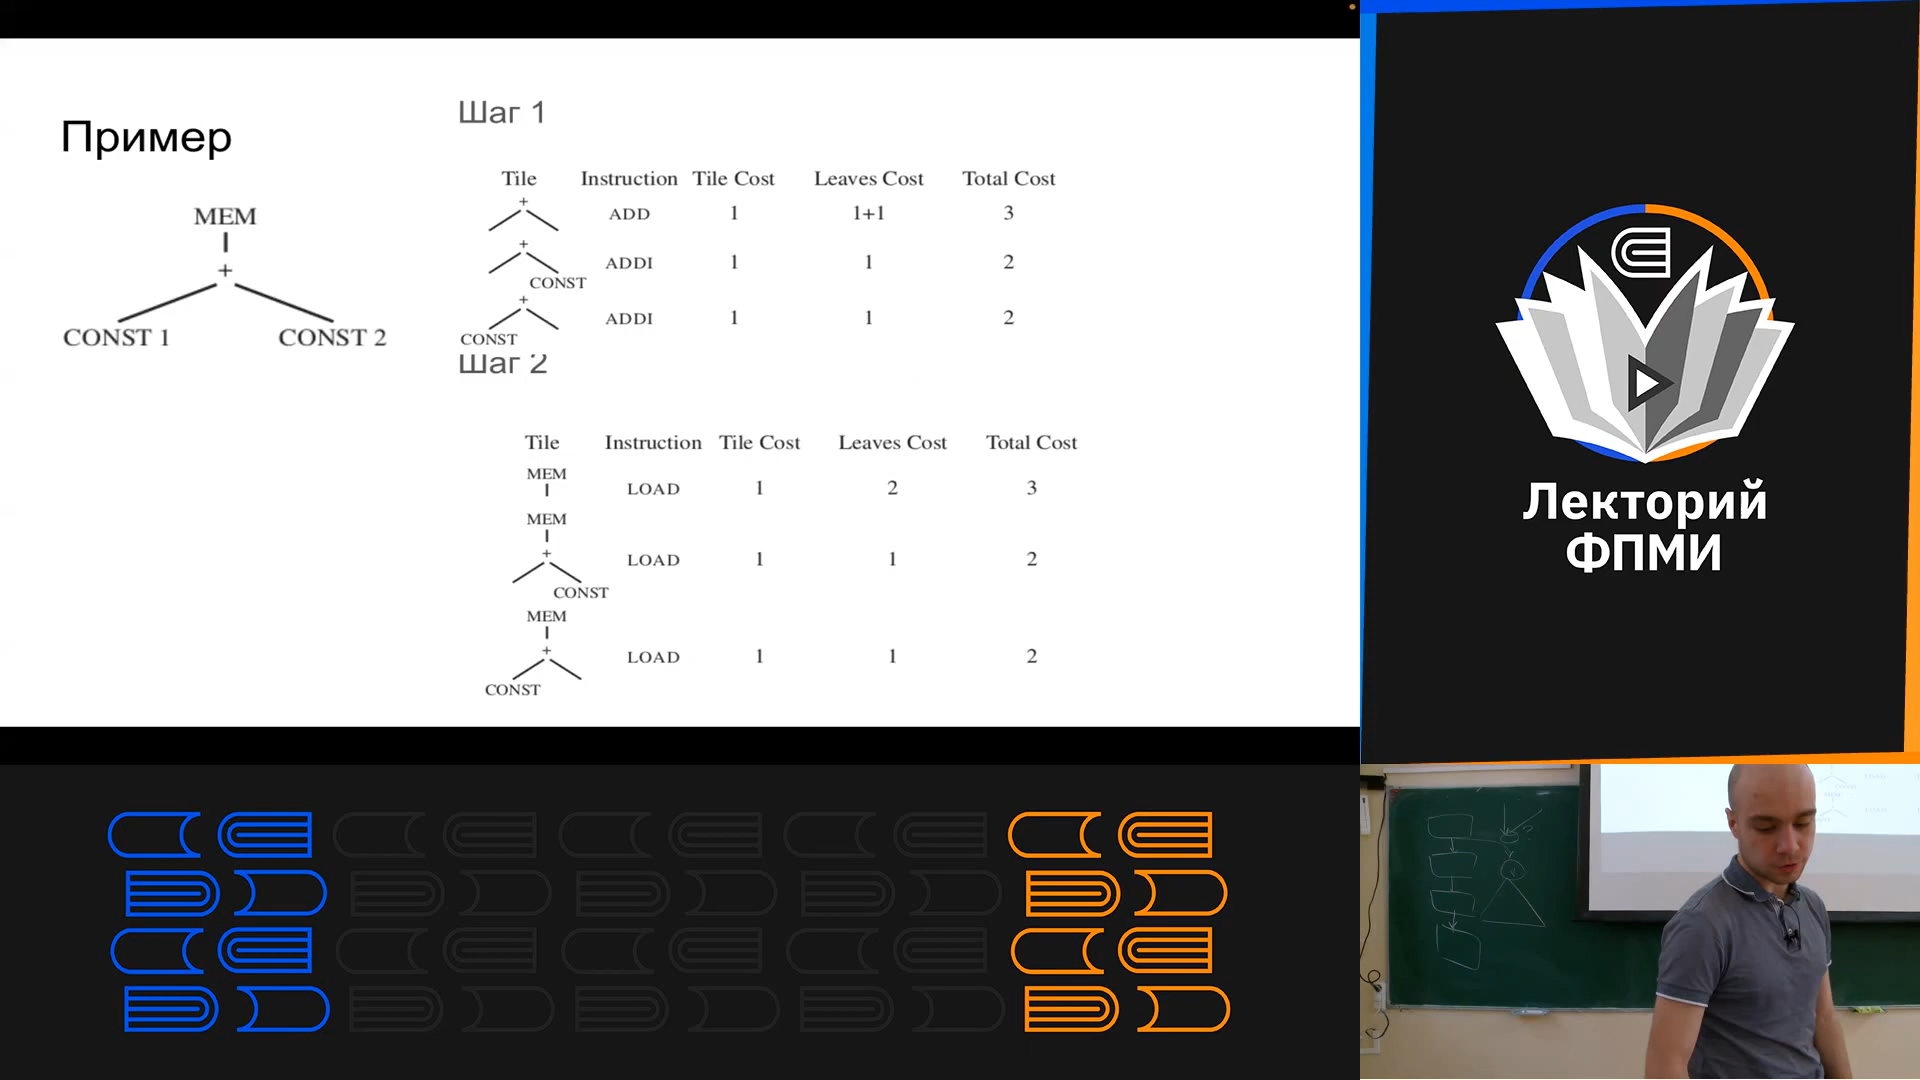 Пример
MEM
+
CONST 1 CONST 2
Шаг 1
Tile Instruction Tile Cost Leaves Cost Total Cost
+
ADD 1 1+1 3
+
ADDI 1 1 2
CONST
+
ADDI 1 1 2
CONST
Шаг 2
Tile Instruction Tile Cost Leaves Cost Total Cost
MEM
LOAD 1 2 3
MEM
+
LOAD 1 1 2
CONST
MEM
+
LOAD 1 1 2
CONST
Лекторий
ФПМИ